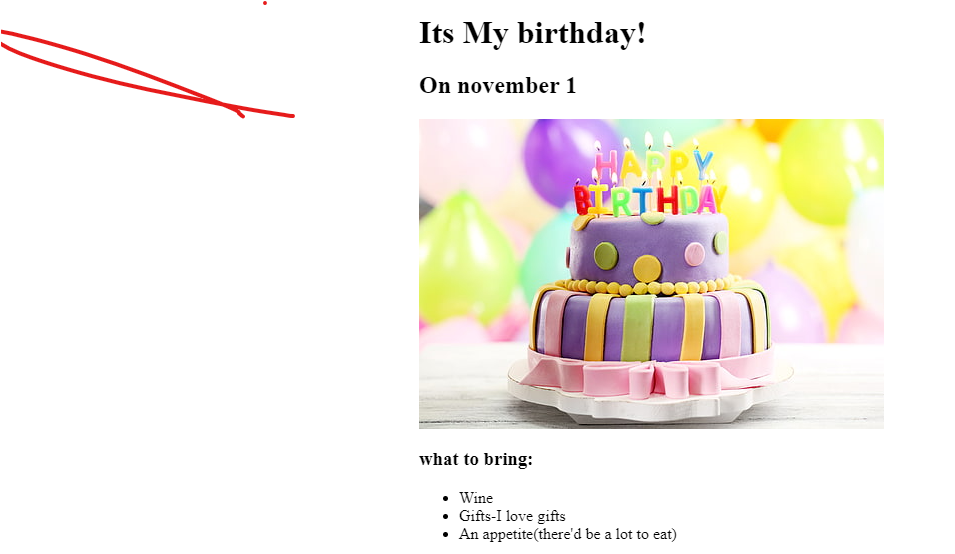 Its My birthday!
On november 1
HAPPY
BIRTHDAY
what to bring:
Wine
Gifts-I love gifts
An appetite(there'd be a lot to eat)